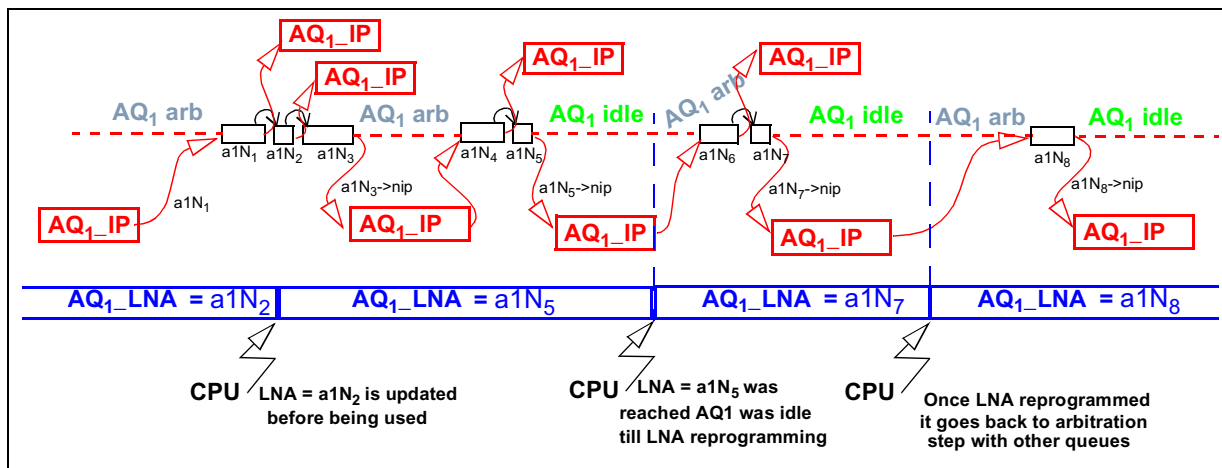 AQ₁_IP
AQ₁_IP
AQ₁_IP
AQ₁_IP
AQ₁ arb
AQ₁ arb
AQ₁ idle
AQ₁ arb
AQ₁ idle
AQ₁ arb
AQ₁ idle
a1N₁
a1N₂
a1N₃
a1N₄
a1N₅
a1N₆
a1N₇
a1N₈
a1N₁
a1N₃->nip
a1N₅->nip
a1N₇->nip
a1N₈->nip
AQ₁_IP
AQ₁_IP
AQ₁_IP
AQ₁_IP
AQ₁_IP
AQ₁_LNA = a1N₂
AQ₁_LNA = a1N₅
AQ₁_LNA = a1N₇
AQ₁_LNA = a1N₈
CPU
LNA = a1N₂ is updated
before being used
CPU
LNA = a1N₅ was
reached AQ1 was idle
till LNA reprogramming
CPU
Once LNA reprogrammed
it goes back to arbitration
step with other queues